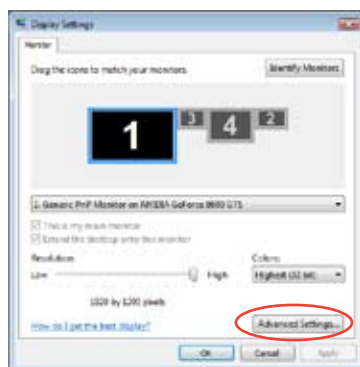 Display Settings
Monitor
Drag the icons to match your monitors.
Identify Monitors
1
3
4
2
1. Generic PnP Monitor on NVIDIA GeForce 8600 GTS
This is my main monitor
Extend the desktop onto this monitor
Resolution:
Colors:
Low
High
Highest (32 bit)
by 1200 pixels
How do I get the best display?
Advanced Settings...
OK
Cancel
Apply